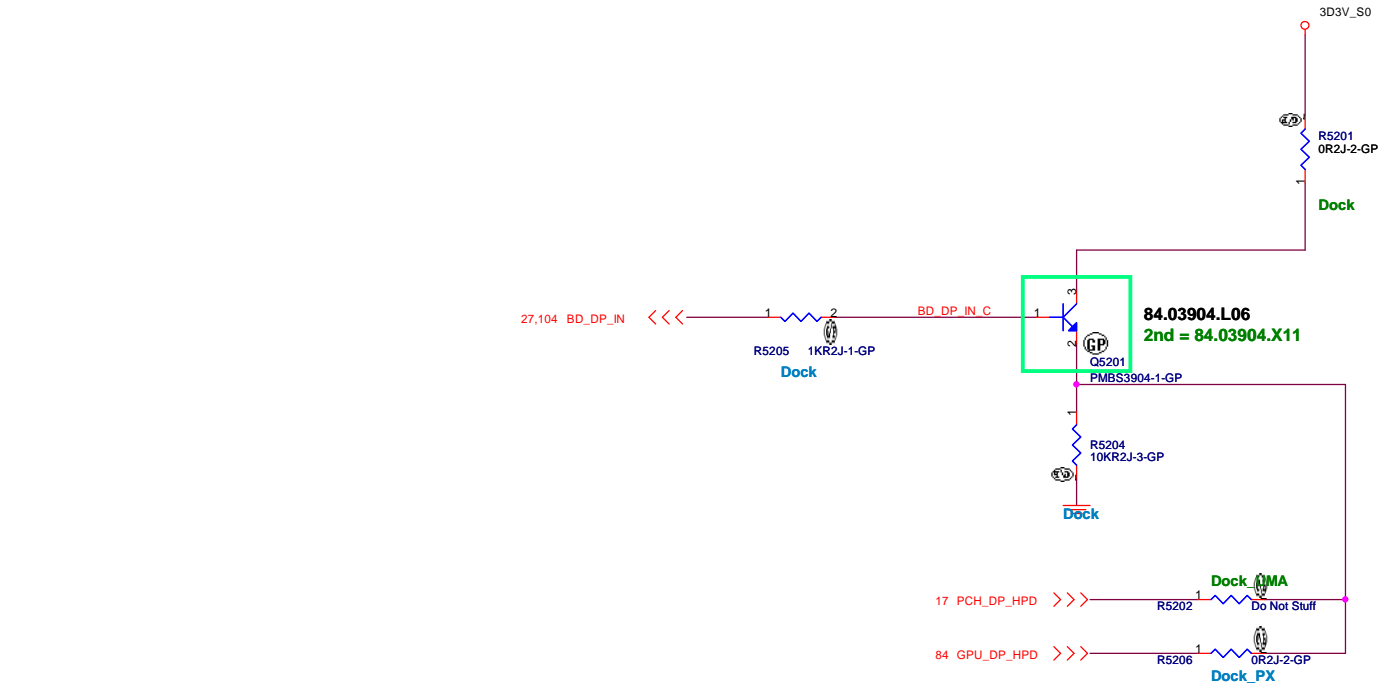 3D3V_S0
R5201
0R2J-2-GP
1
Dock
3
27,104 BD_DP_IN
1
2
BD_DP_IN_C
1
84.03904.L06
2nd = 84.03904.X11
R5205 1KR2J-1-GP
Dock
2
GP
Q5201
PMBS3904-1-GP
1
R5204
10KR2J-3-GP
Dock
17 PCH_DP_HPD
1
R5202
Do Not Stuff
84 GPU_DP_HPD
1
R5206
0R2J-2-GP
Dock_PX